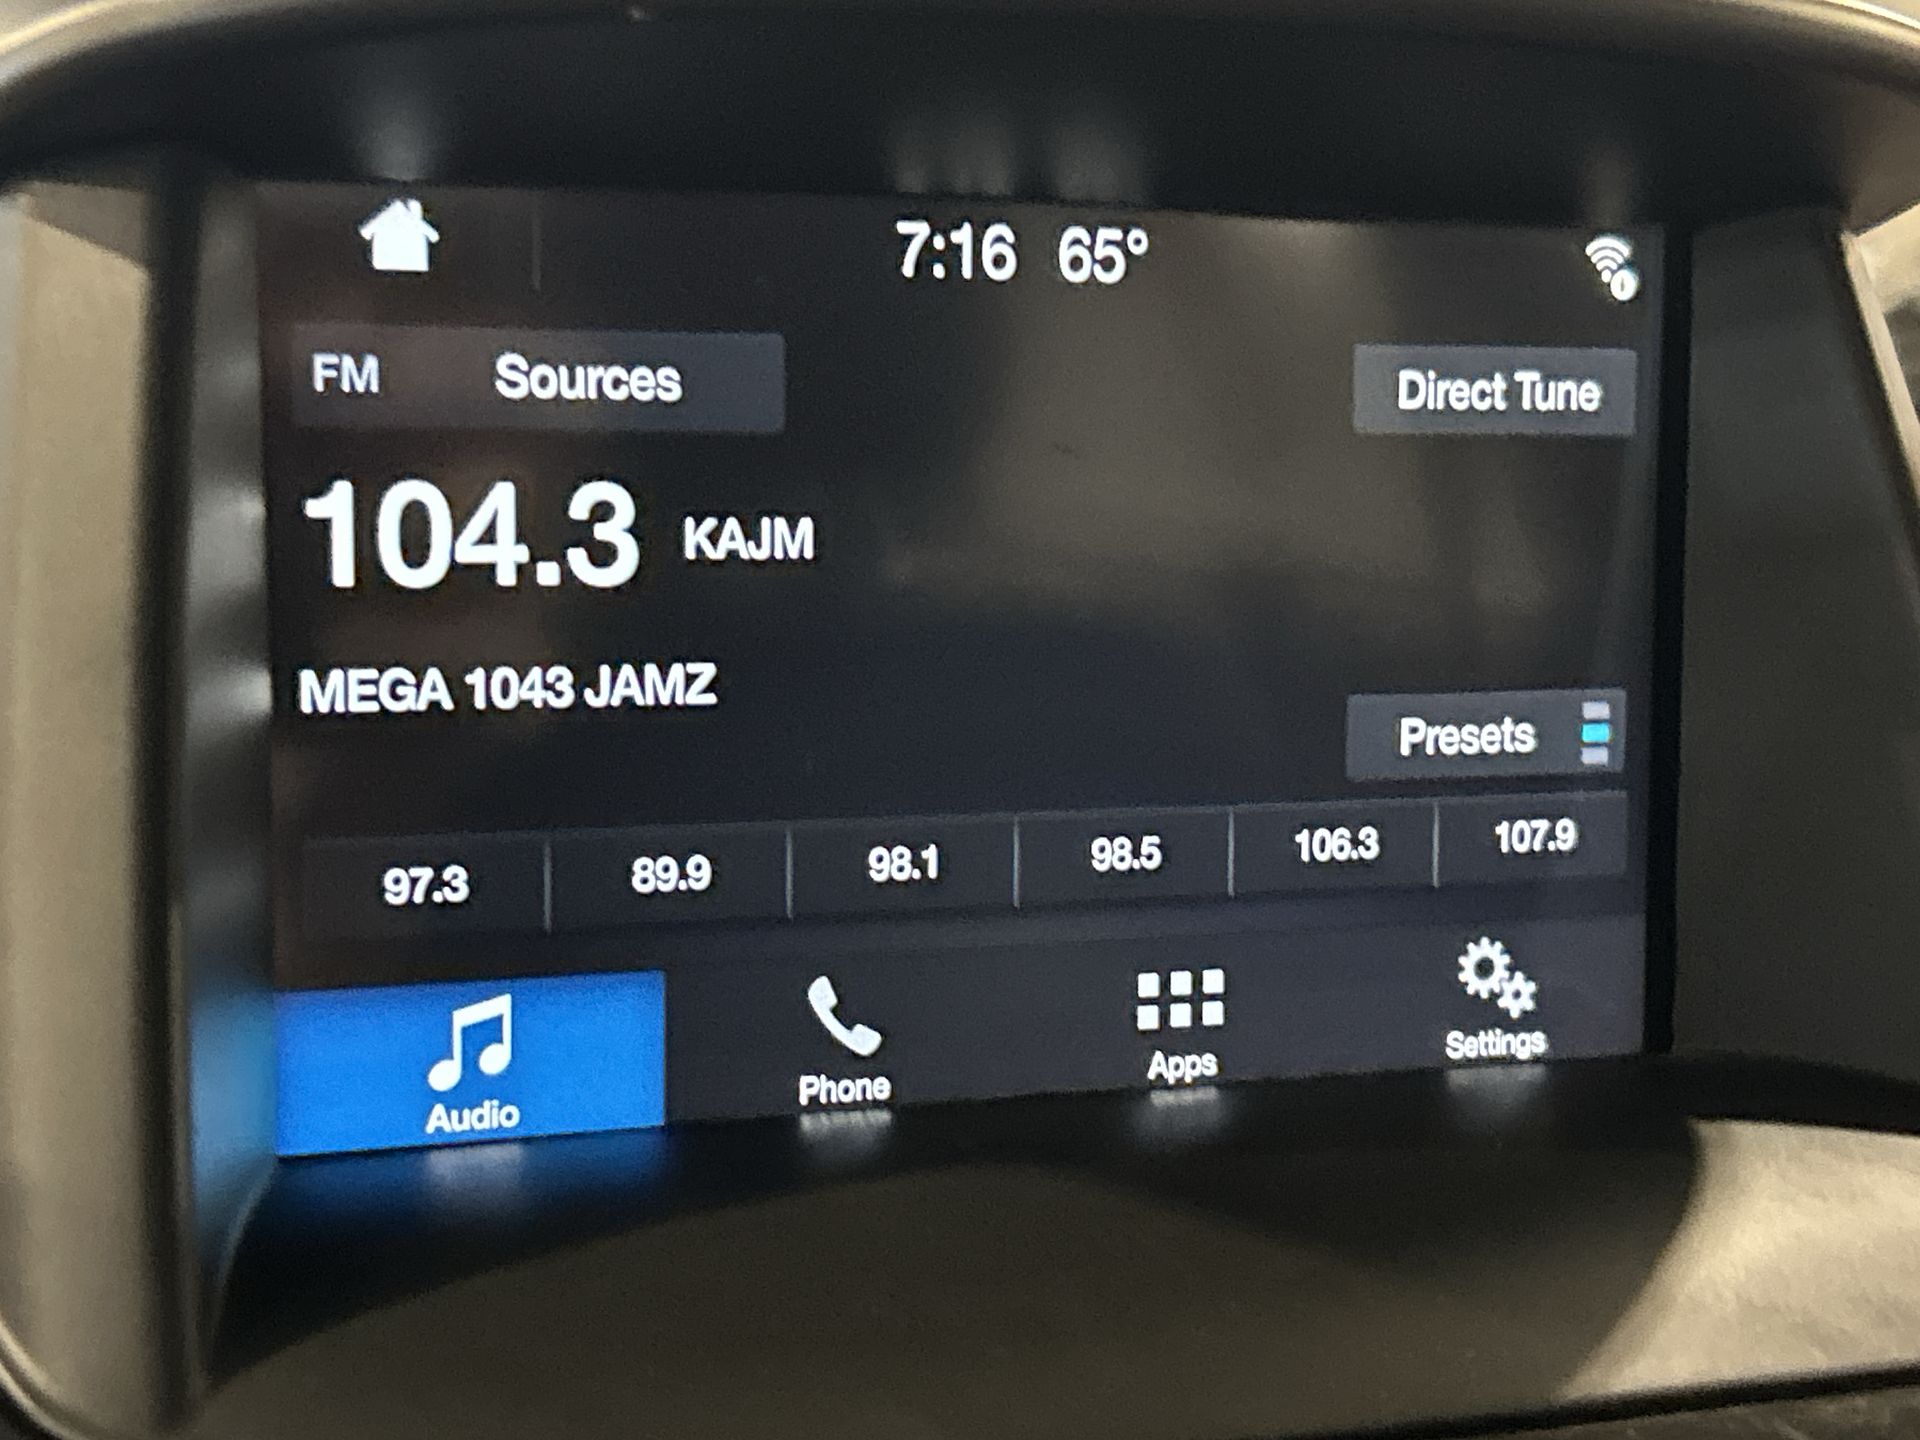 7:16 65°
FM Sources
Direct Tune
104.3 KAJM
MEGA 1043 JAMZ
Presets
97.3 89.9 98.1 98.5 106.3 107.9
Audio Phone Apps Settings